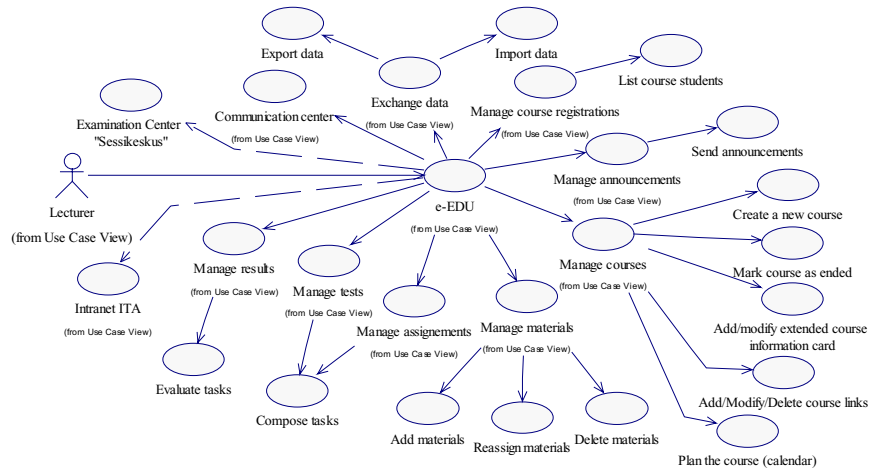 Export data
Import data
List course students
Examination Center
"Sessikeskus"
Communication center
(from Use Case View)
Exchange data
(from Use Case View)
Manage course registrations
(from Use Case View)
Send announcements
Manage announcements
(from Use Case View)
Lecturer
(from Use Case View)
e-EDU
(from Use Case View)
Create a new course
Manage courses
(from Use Case View)
Mark course as ended
Manage results
(from Use Case View)
Manage tests
(from Use Case View)
Intranet ITA
(from Use Case View)
Manage assignements
(from Use Case View)
Manage materials
(from Use Case View)
Add/modify extended course
information card
Evaluate tasks
Compose tasks
Add/Modify/Delete course links
Add materials
Reassign materials
Delete materials
Plan the course (calendar)